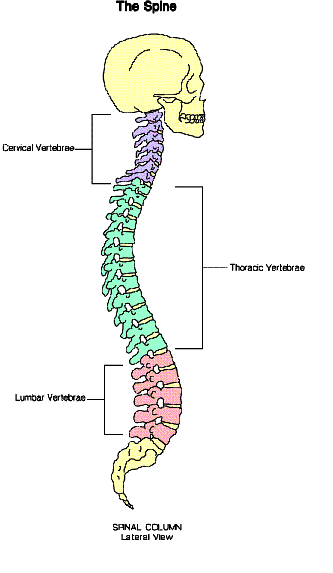 The Spine
Cervical Vertebrae
Thoracic Vertebrae
Lumbar Vertebrae
SPINAL COLUMN
Lateral View